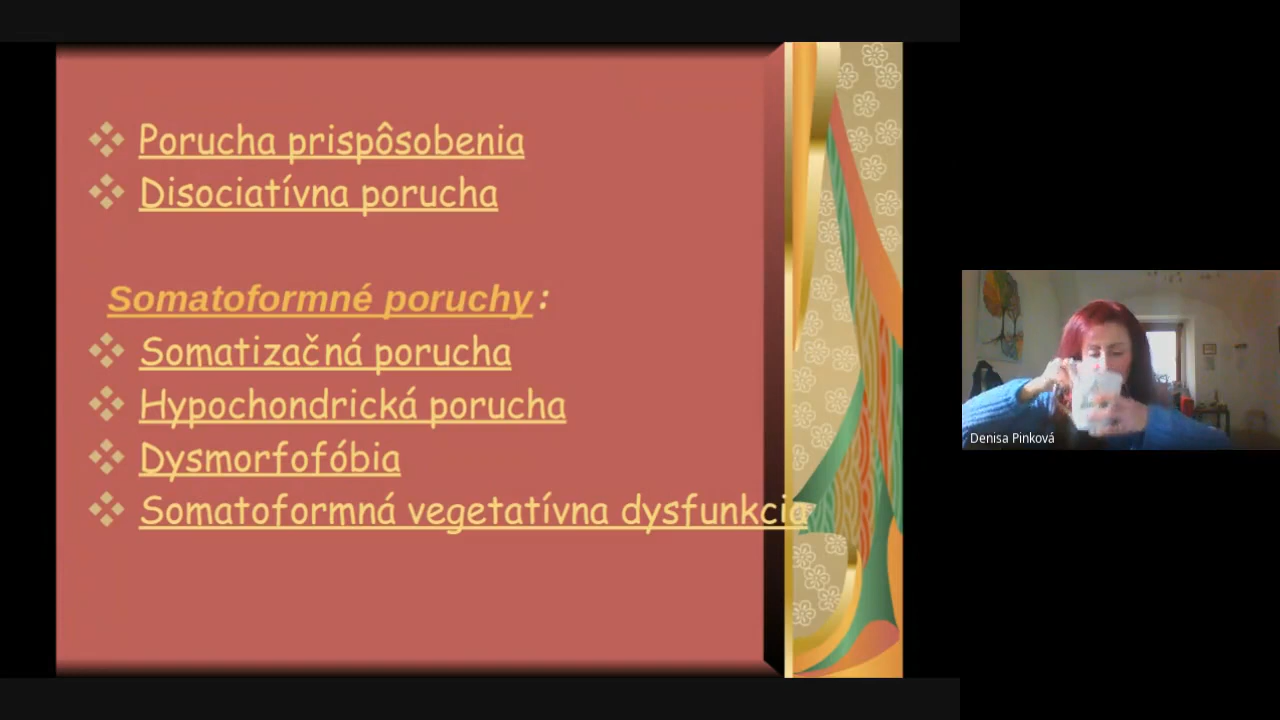 Porucha prispôsobenia
Disociatívna porucha
Somatoformné poruchy:
Somatizačná porucha
Hypochondrická porucha
Dysmorfofóbia
Somatoformná vegetatívna dysfunkcia
Denisa Pinková